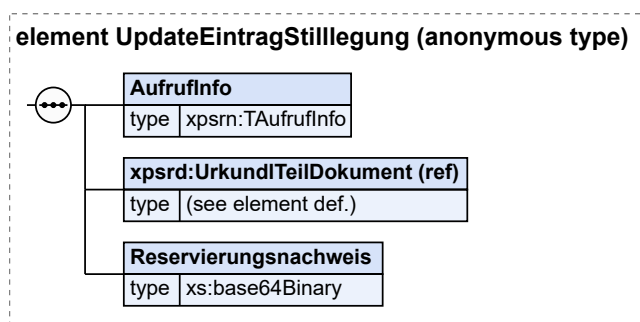 element UpdateEintragStilllegung (anonymous type)
AufrufInfo
type xpsrn:TAufrufInfo
xpsrd:UrkundlTeilDokument (ref)
type (see element def.)
Reservierungsnachweis
type xs:base64Binary